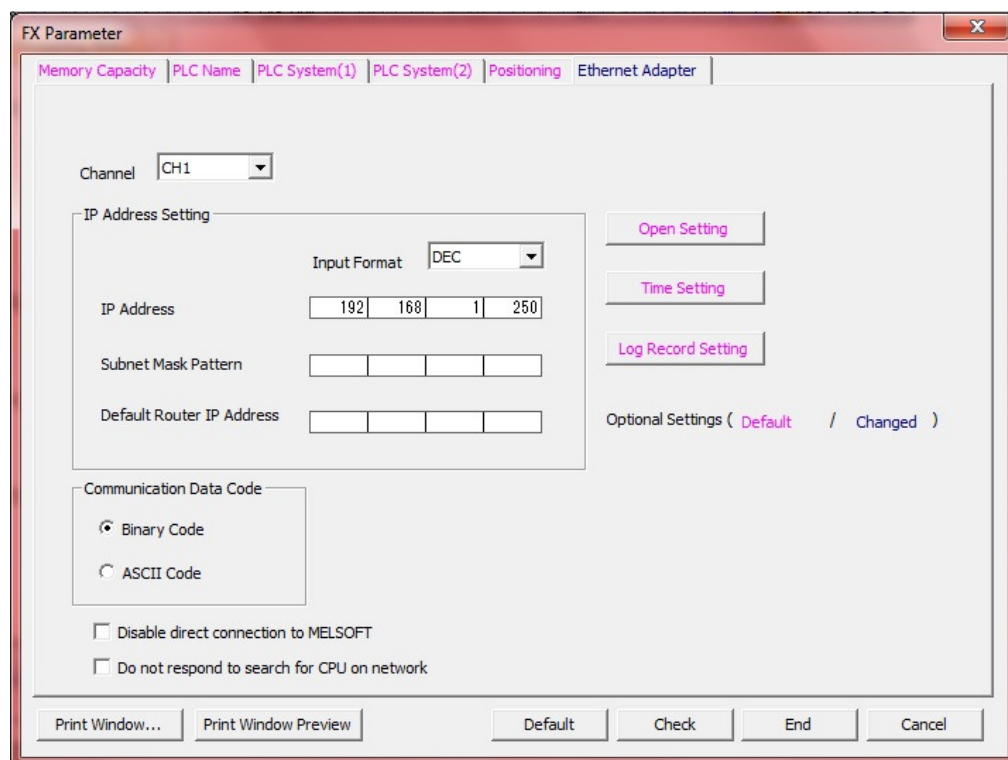 FX Parameter
Memory Capacity PLC Name PLC System(1) PLC System(2) Positioning Ethernet Adapter
Channel CH1
IP Address Setting
Input Format DEC
IP Address 192 168 1 250
Subnet Mask Pattern
Default Router IP Address
Open Setting
Time Setting
Log Record Setting
Optional Settings ( Default / Changed )
Communication Data Code
Binary Code
ASCII Code
Disable direct connection to MELSOFT
Do not respond to search for CPU on network
Print Window... Print Window Preview Default Check End Cancel